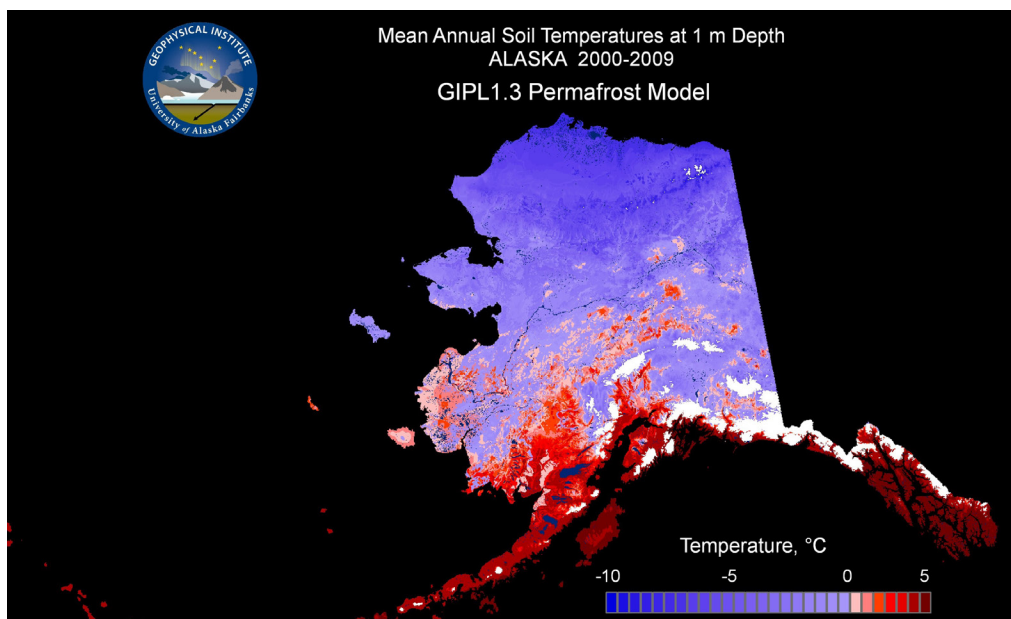 GEOPHYSICAL INSTITUTE
University of Alaska Fairbanks
Mean Annual Soil Temperatures at 1 m Depth
ALASKA 2000-2009
GIPL1.3 Permafrost Model
Temperature, °C
-10 -5 0 5